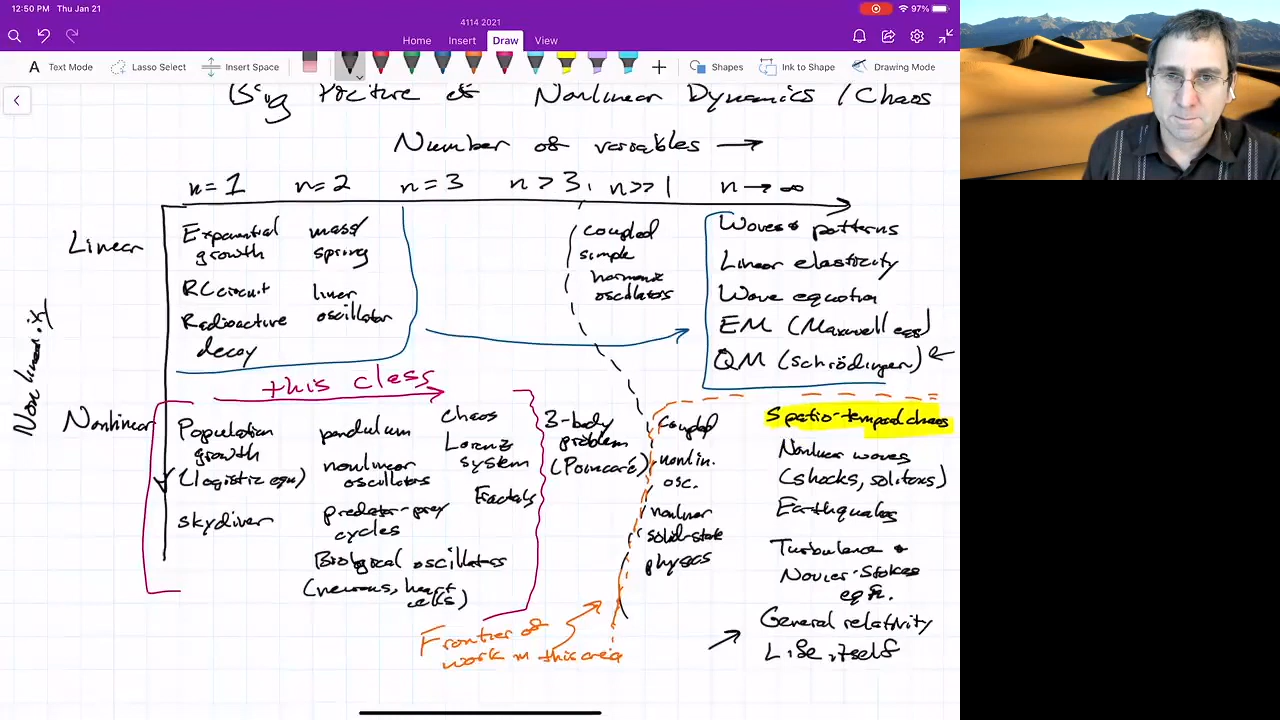 12:50 PM Thu Jan 21
97%
4114 2021
Home Insert Draw View
Text Mode Lasso Select Insert Space Shapes Ink to Shape Drawing Mode
Big Picture of Nonlinear Dynamics / Chaos
Number of variables →
n=1 n=2 n=3 n>3, n>>1 n→∞
Nonlinearity
Linear
Exponential
growth
RC circuit
Radioactive
decay
mass/
spring
linear
oscillator
coupled
simple
harmonic
oscillators
Waves & patterns
Linear elasticity
Wave equation
EM (Maxwell eqs)
QM (Schrödinger) ←
this class
Nonlinear
Population
growth
(logistic eqn)
skydiver
pendulum
nonlinear
oscillators
predator-prey
cycles
Biological oscillators
(neurons, heart
cells)
Chaos
Lorenz
system
Fractals
3-body
problem
(Poincaré)
Coupled
nonlin.
osc.
nonlinear
solid-state
physics
Spatio-temporal chaos
Nonlinear waves
(shocks, solitons)
Earthquakes
Turbulence &
Navier-Stokes
eqn.
General relativity
→ Life itself
Frontier of
work in this area